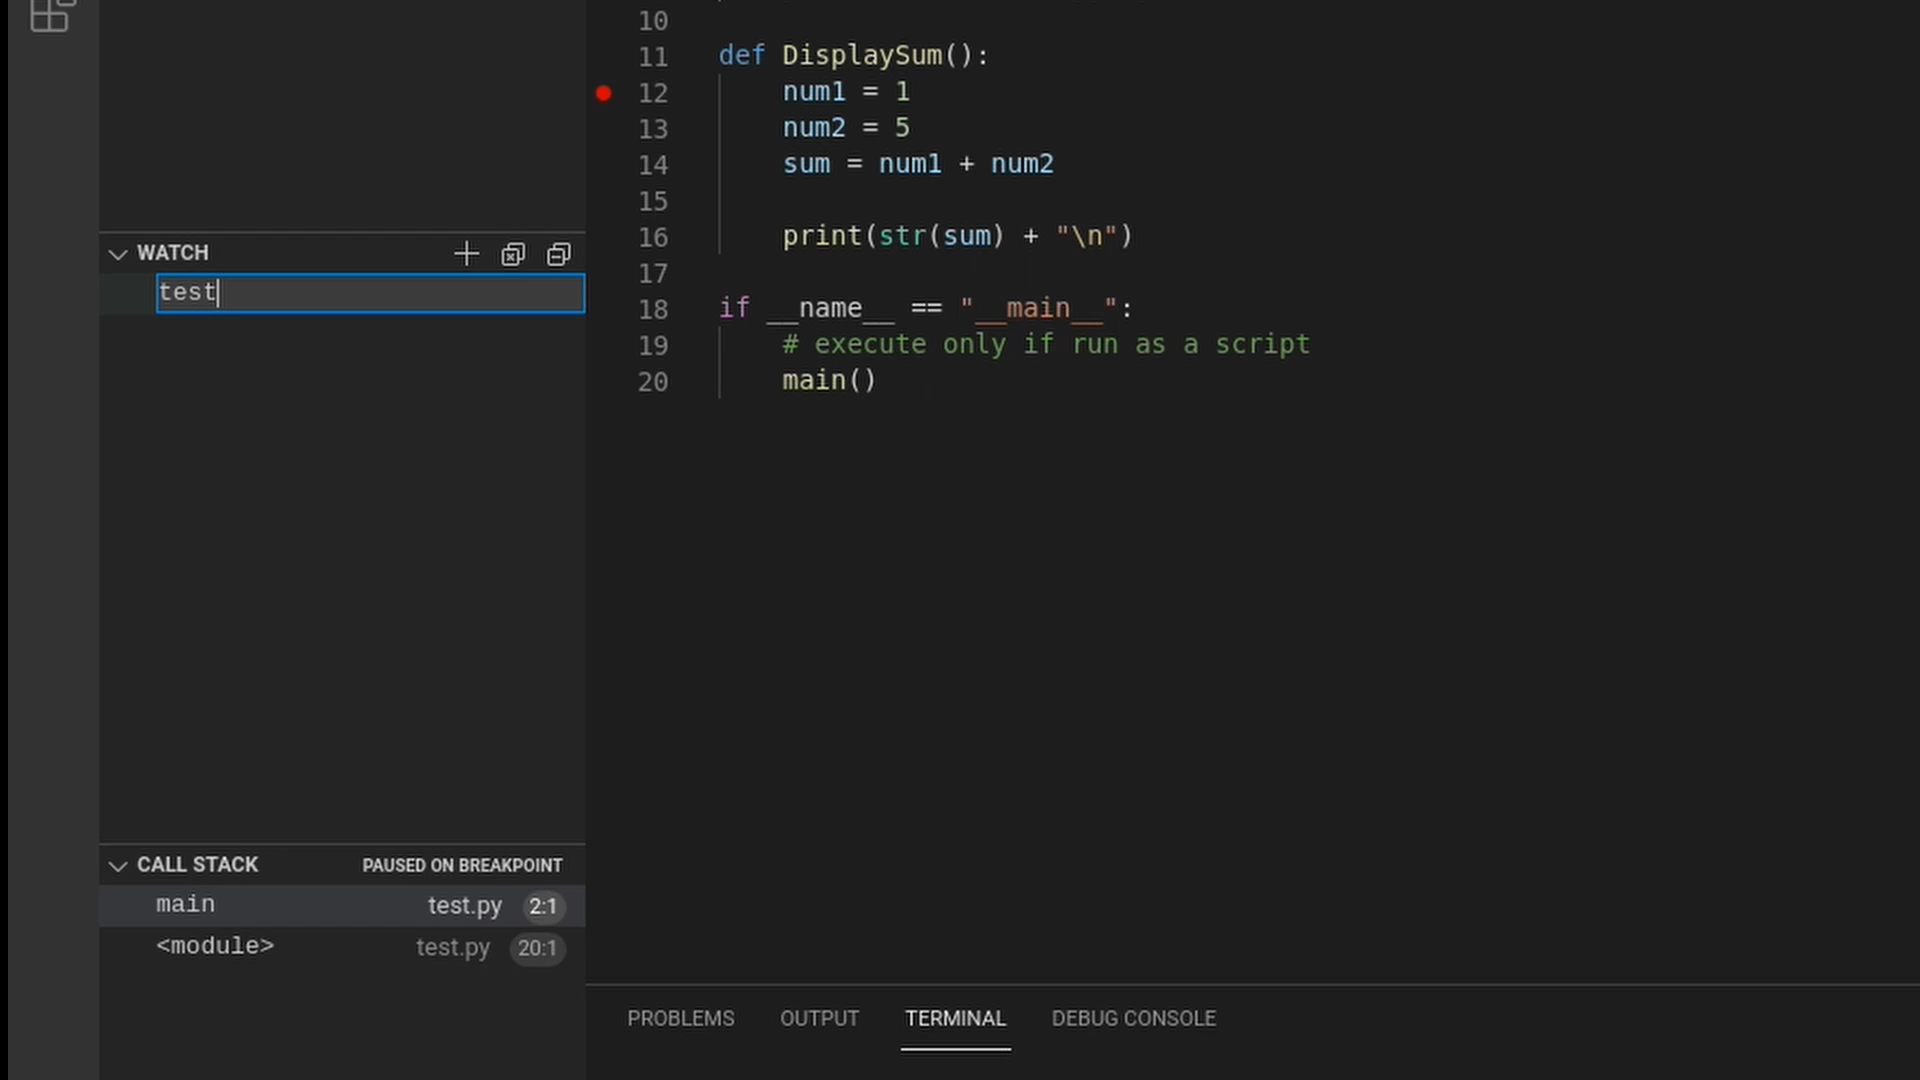 WATCH
test
CALL STACK PAUSED ON BREAKPOINT
main test.py 2:1
<module> test.py 20:1
10
11 def DisplaySum():
12 num1 = 1
13 num2 = 5
14 sum = num1 + num2
15
16 print(str(sum) + "\n")
17
18 if __name__ == "__main__":
19 # execute only if run as a script
20 main()
PROBLEMS OUTPUT TERMINAL DEBUG CONSOLE